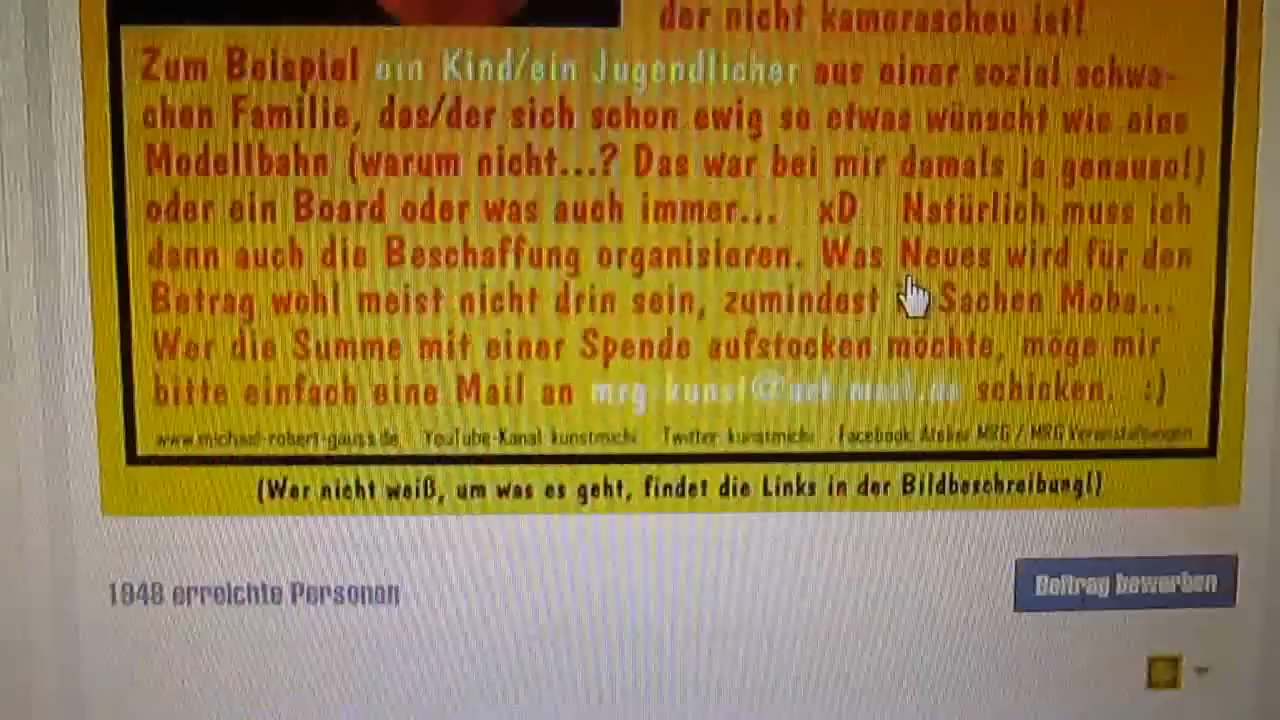 der nicht kamerascheu ist!
Zum Beispiel ein Kind/ein Jugendlicher aus einer sozial schwa-
chen Familie, das/der sich schon ewig so etwas wünscht wie eine
Modellbahn (warum nicht...? Das war bei mir damals ja genauso!)
oder ein Board oder was auch immer... xD Natürlich muss ich
dann auch die Beschaffung organisieren. Was Neues wird für den
Betrag wohl meist nicht drin sein, zumindest Sachen Moba...
Wer die Summe mit einer Spende aufstocken möchte, möge mir
bitte einfach eine Mail an schicken. :)
www.michael-robert-gauss.de YouTube-Kanal kunstmichi Twitter kunstmichi Facebook Atelier MRG / MRG Veranstaltungen
(Wer nicht weiß, um was es geht, findet die Links in der Bildbeschreibung!)
1948 erreichte Personen
Beitrag bewerben